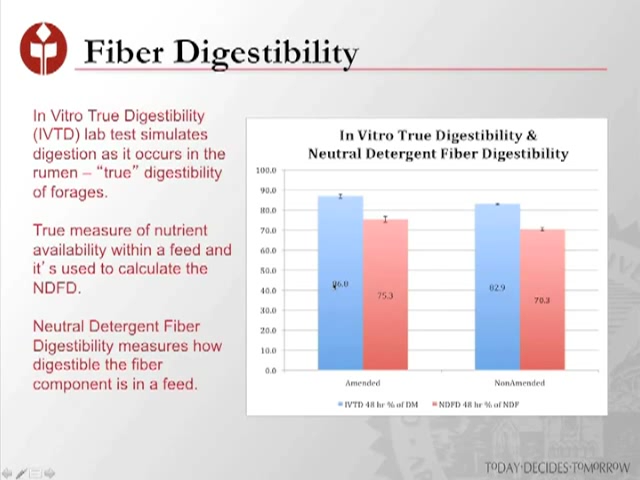 Fiber Digestibility
In Vitro True Digestibility
(IVTD) lab test simulates
digestion as it occurs in the
rumen – “true” digestibility
of forages.
True measure of nutrient
availability within a feed and
it’s used to calculate the
NDFD.
Neutral Detergent Fiber
Digestibility measures how
digestible the fiber
component is in a feed.
In Vitro True Digestibility &
Neutral Detergent Fiber Digestibility
100.0
90.0
80.0
70.0
60.0
50.0
40.0
30.0
20.0
10.0
0.0
75.3
82.9
70.3
Amended
NonAmended
IVTD 48 hr % of DM
NDFD 48 hr % of NDF
TODAY·DECIDES·TOMORROW